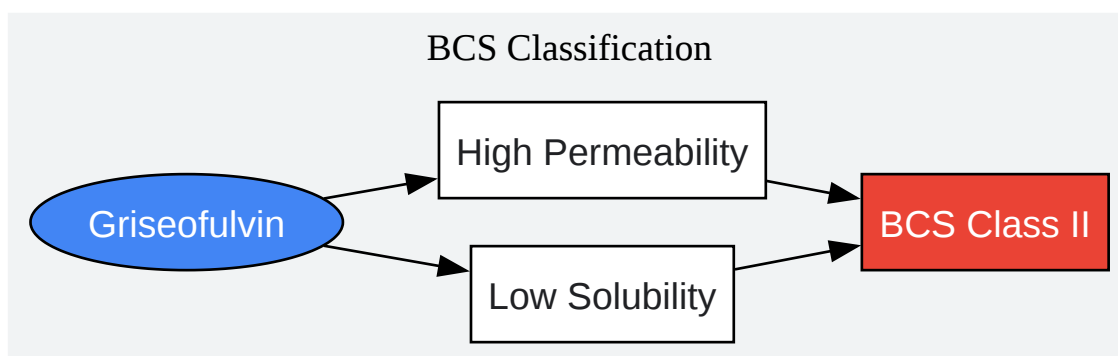 BCS Classification
High Permeability
Griseofulvin
BCS Class II
Low Solubility